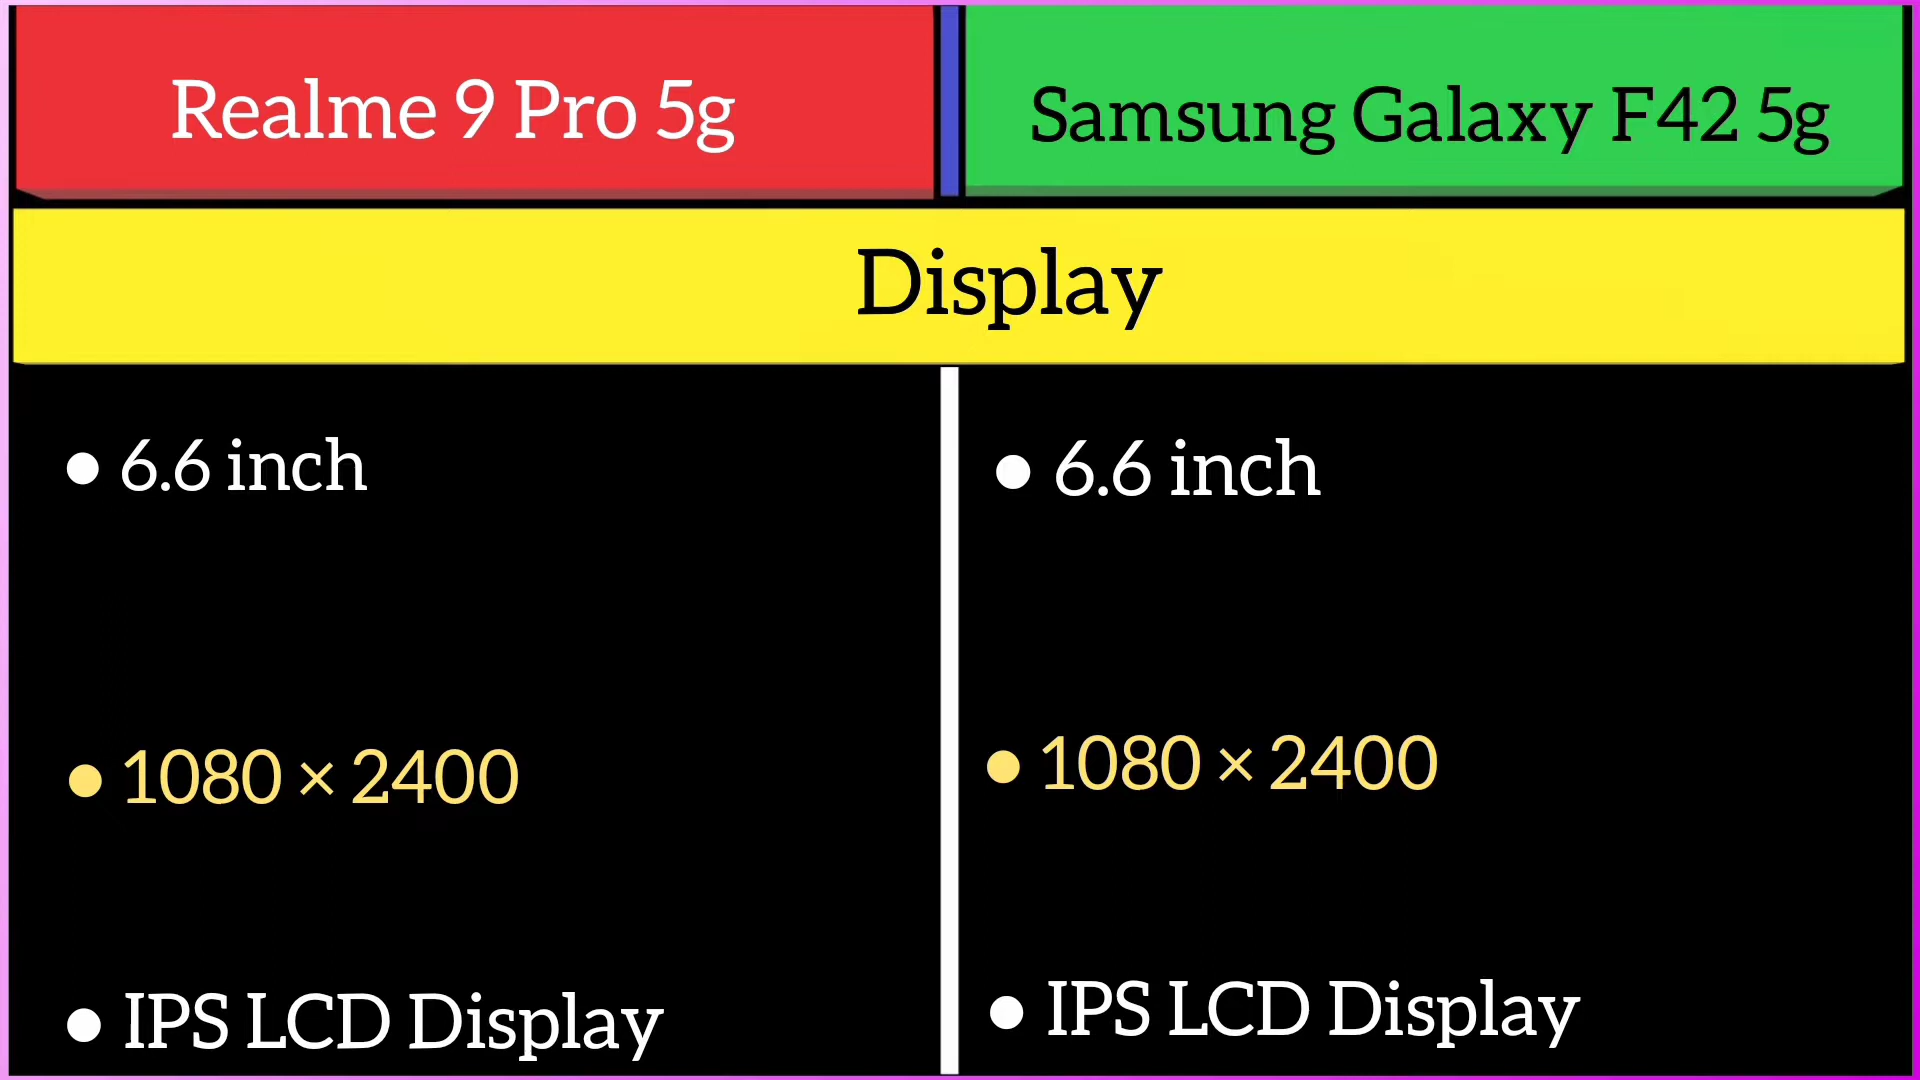 Realme 9 Pro 5g
Samsung Galaxy F42 5g
Display
● 6.6 inch
● 6.6 inch
● 1080 × 2400
● 1080 × 2400
● IPS LCD Display
● IPS LCD Display